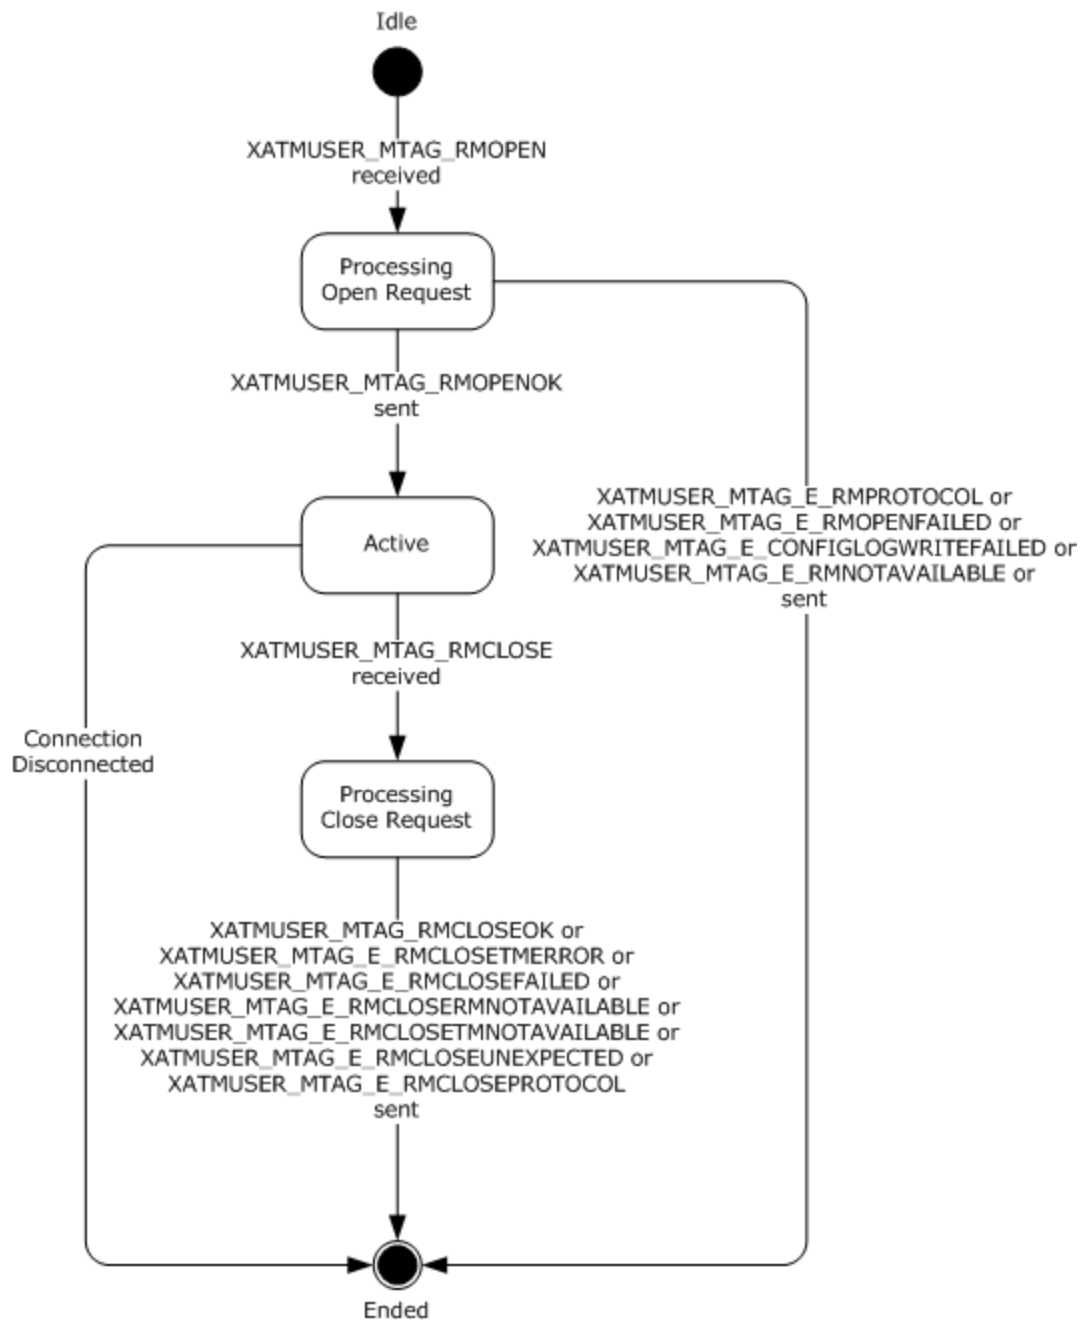 Idle
XATMUSER_MTAG_RMOPEN
received
Processing
Open Request
XATMUSER_MTAG_RMOPENOK
sent
XATMUSER_MTAG_E_RMPROTOCOL or
XATMUSER_MTAG_E_RMOPENFAILED or
XATMUSER_MTAG_E_CONFIGLOGWRITEFAILED or
XATMUSER_MTAG_E_RMNOTAVAILABLE or
sent
Active
XATMUSER_MTAG_RMCLOSE
received
Connection
Disconnected
Processing
Close Request
XATMUSER_MTAG_RMCLOSEOK or
XATMUSER_MTAG_E_RMCLOSETMERROR or
XATMUSER_MTAG_E_RMCLOSEFAILED or
XATMUSER_MTAG_E_RMCLOSERMNOTAVAILABLE or
XATMUSER_MTAG_E_RMCLOSETMNOTAVAILABLE or
XATMUSER_MTAG_E_RMCLOSEUNEXPECTED or
XATMUSER_MTAG_E_RMCLOSEPROTOCOL
sent
Ended